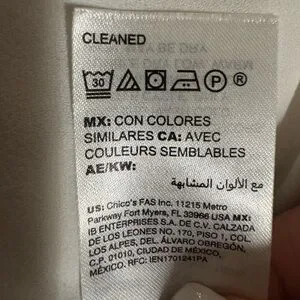 CLEANED
30 P ®
MX: CON COLORES
SIMILARES CA: AVEC
COULEURS SEMBLABLES
AE/KW:
مع الألوان المشابهة
US: Chico's FAS Inc. 11215 Metro
Parkway Fort Myers, FL 33966 USA MX:
IB ENTERPRISES S.A. DE C.V. CALZADA
DE LOS LEONES NO. 170, PISO 1, COL.
LOS ALPES, DEL. ÁLVARO OBREGÓN,
C.P. 01010, CIUDAD DE MÉXICO,
MÉXICO. RFC: IEN1701241PA